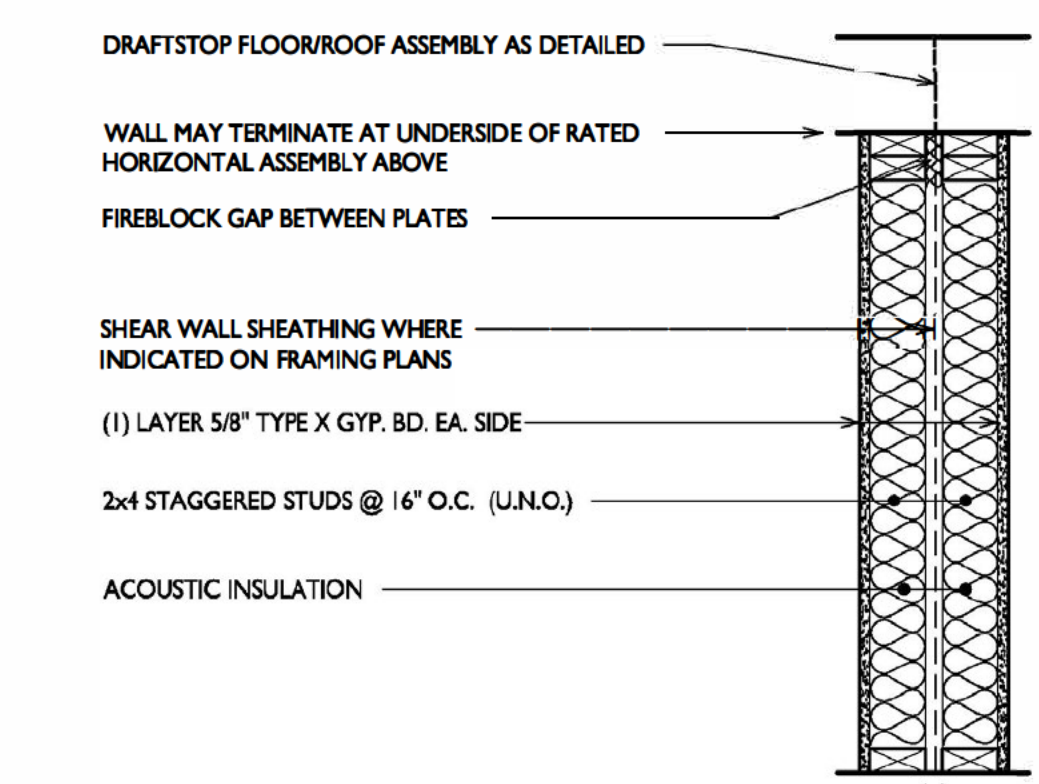 DRAFTSTOP FLOOR/ROOF ASSEMBLY AS DETAILED
WALL MAY TERMINATE AT UNDERSIDE OF RATED
HORIZONTAL ASSEMBLY ABOVE
FIREBLOCK GAP BETWEEN PLATES
SHEAR WALL SHEATHING WHERE
INDICATED ON FRAMING PLANS
(1) LAYER 5/8" TYPE X GYP. BD. EA. SIDE
2x4 STAGGERED STUDS @ 16" O.C. (U.N.O.)
ACOUSTIC INSULATION